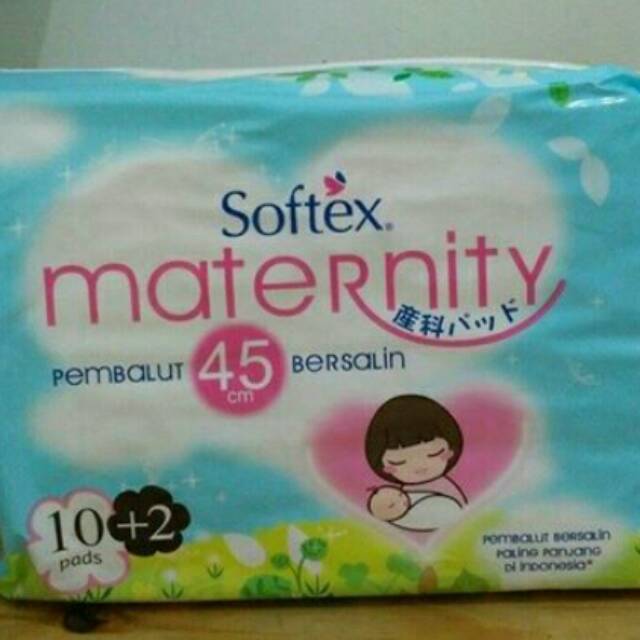 Softex®
mateRnity
産科パッド
PemBALUT 45 cm BeRSALin
10 +2
pads
PemBALUT BeRSALin
PALinG PAnJAnG
Di inDOneSiA*